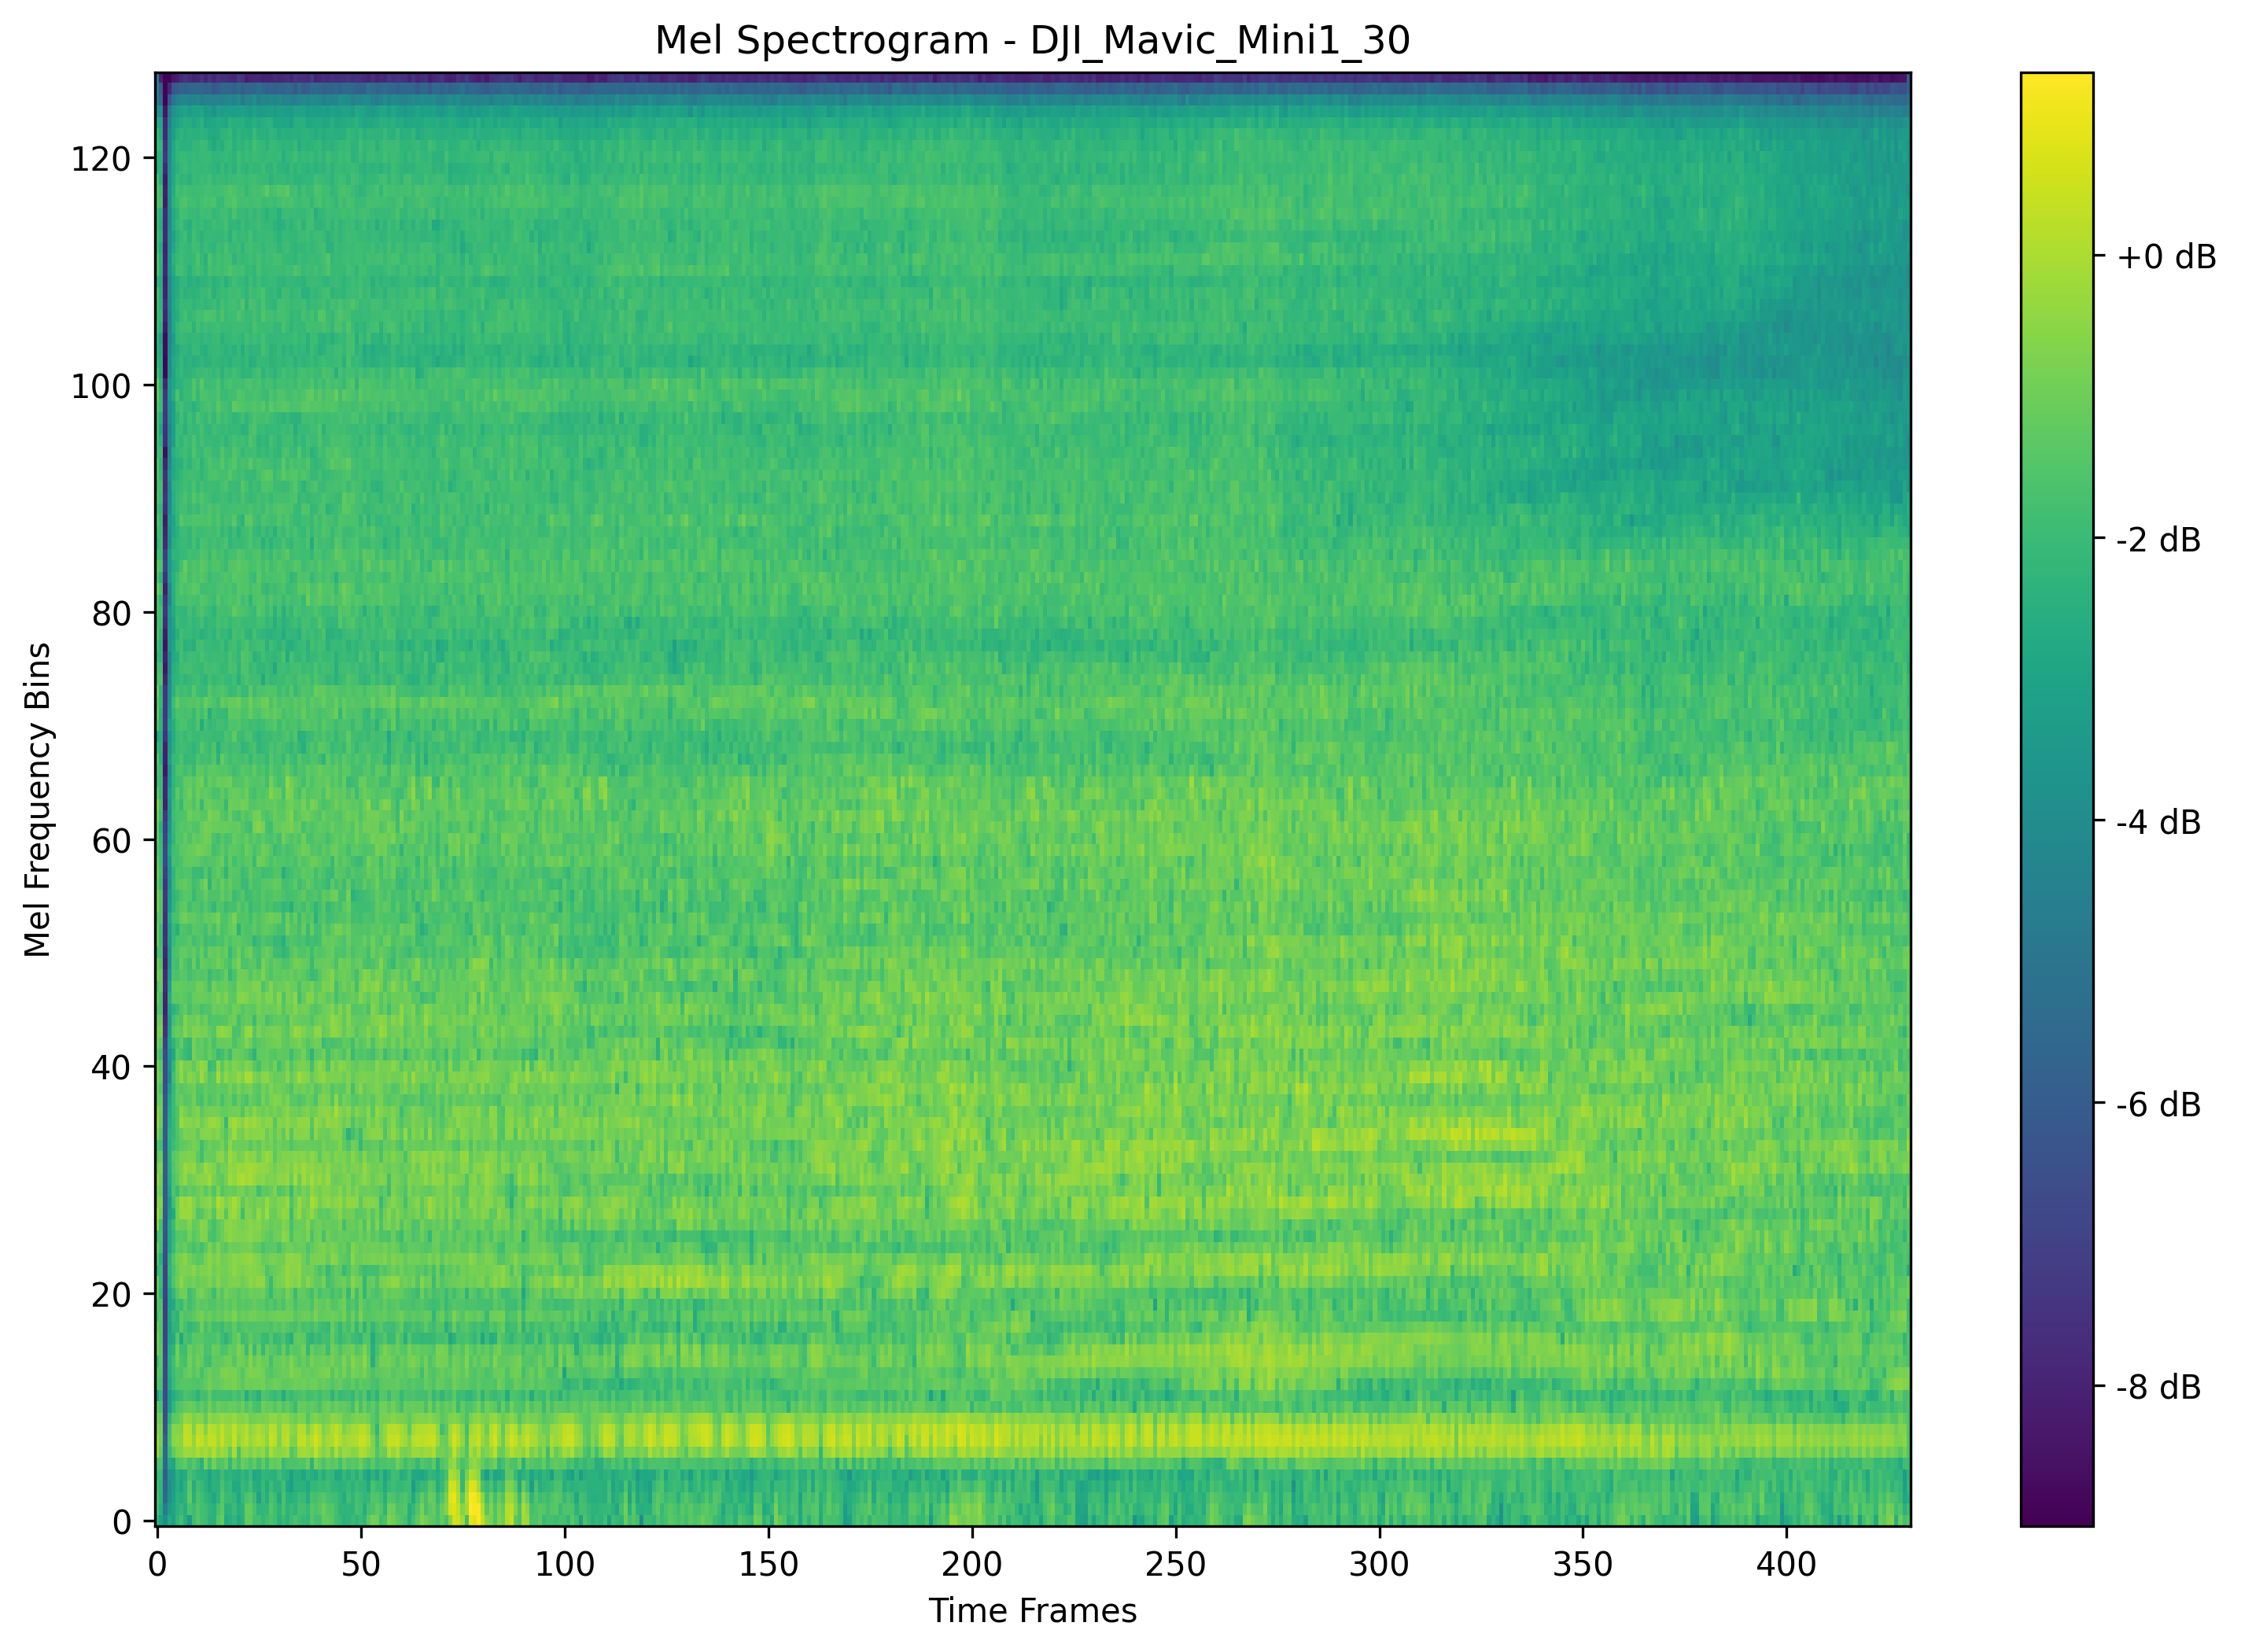 Mel Spectrogram - DJI_Mavic_Mini1_30
120
100
80
60
40
20
0
Mel Frequency Bins
0 50 100 150 200 250 300 350 400
Time Frames
+0 dB
-2 dB
-4 dB
-6 dB
-8 dB